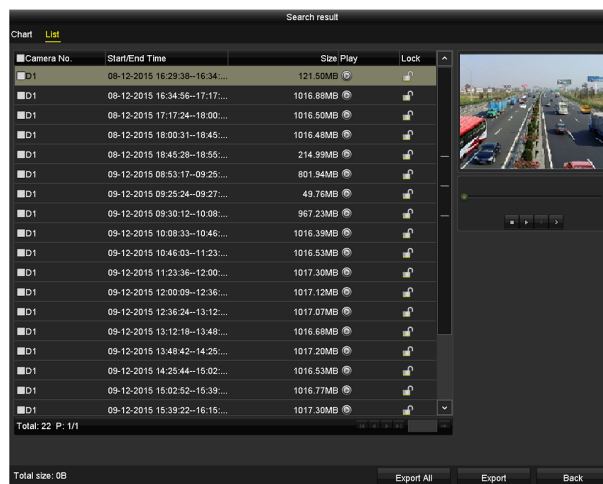 Search result
Chart List
Camera No. Start/End Time Size Play Lock
D1 08-12-2015 16:29:38--16:34:... 121.50MB
D1 08-12-2015 16:34:56--17:17:... 1016.88MB
D1 08-12-2015 17:17:24--18:00:... 1016.50MB
D1 08-12-2015 18:00:31--18:45:... 1016.48MB
D1 08-12-2015 18:45:28--18:55:... 214.99MB
D1 09-12-2015 08:53:17--09:25:... 801.94MB
D1 09-12-2015 09:25:24--09:27:... 49.76MB
D1 09-12-2015 09:30:12--10:08:... 967.23MB
D1 09-12-2015 10:08:33--10:46:... 1016.39MB
D1 09-12-2015 10:46:03--11:23:... 1016.53MB
D1 09-12-2015 11:23:36--12:00:... 1017.30MB
D1 09-12-2015 12:00:09--12:36:... 1017.12MB
D1 09-12-2015 12:36:24--13:12:... 1017.07MB
D1 09-12-2015 13:12:18--13:48:... 1016.68MB
D1 09-12-2015 13:48:42--14:25:... 1017.20MB
D1 09-12-2015 14:25:44--15:02:... 1016.53MB
D1 09-12-2015 15:02:52--15:39:... 1016.77MB
D1 09-12-2015 15:39:22--16:15:... 1017.30MB
Total: 22 P: 1/1
Total size: 0B
Export All Export Back